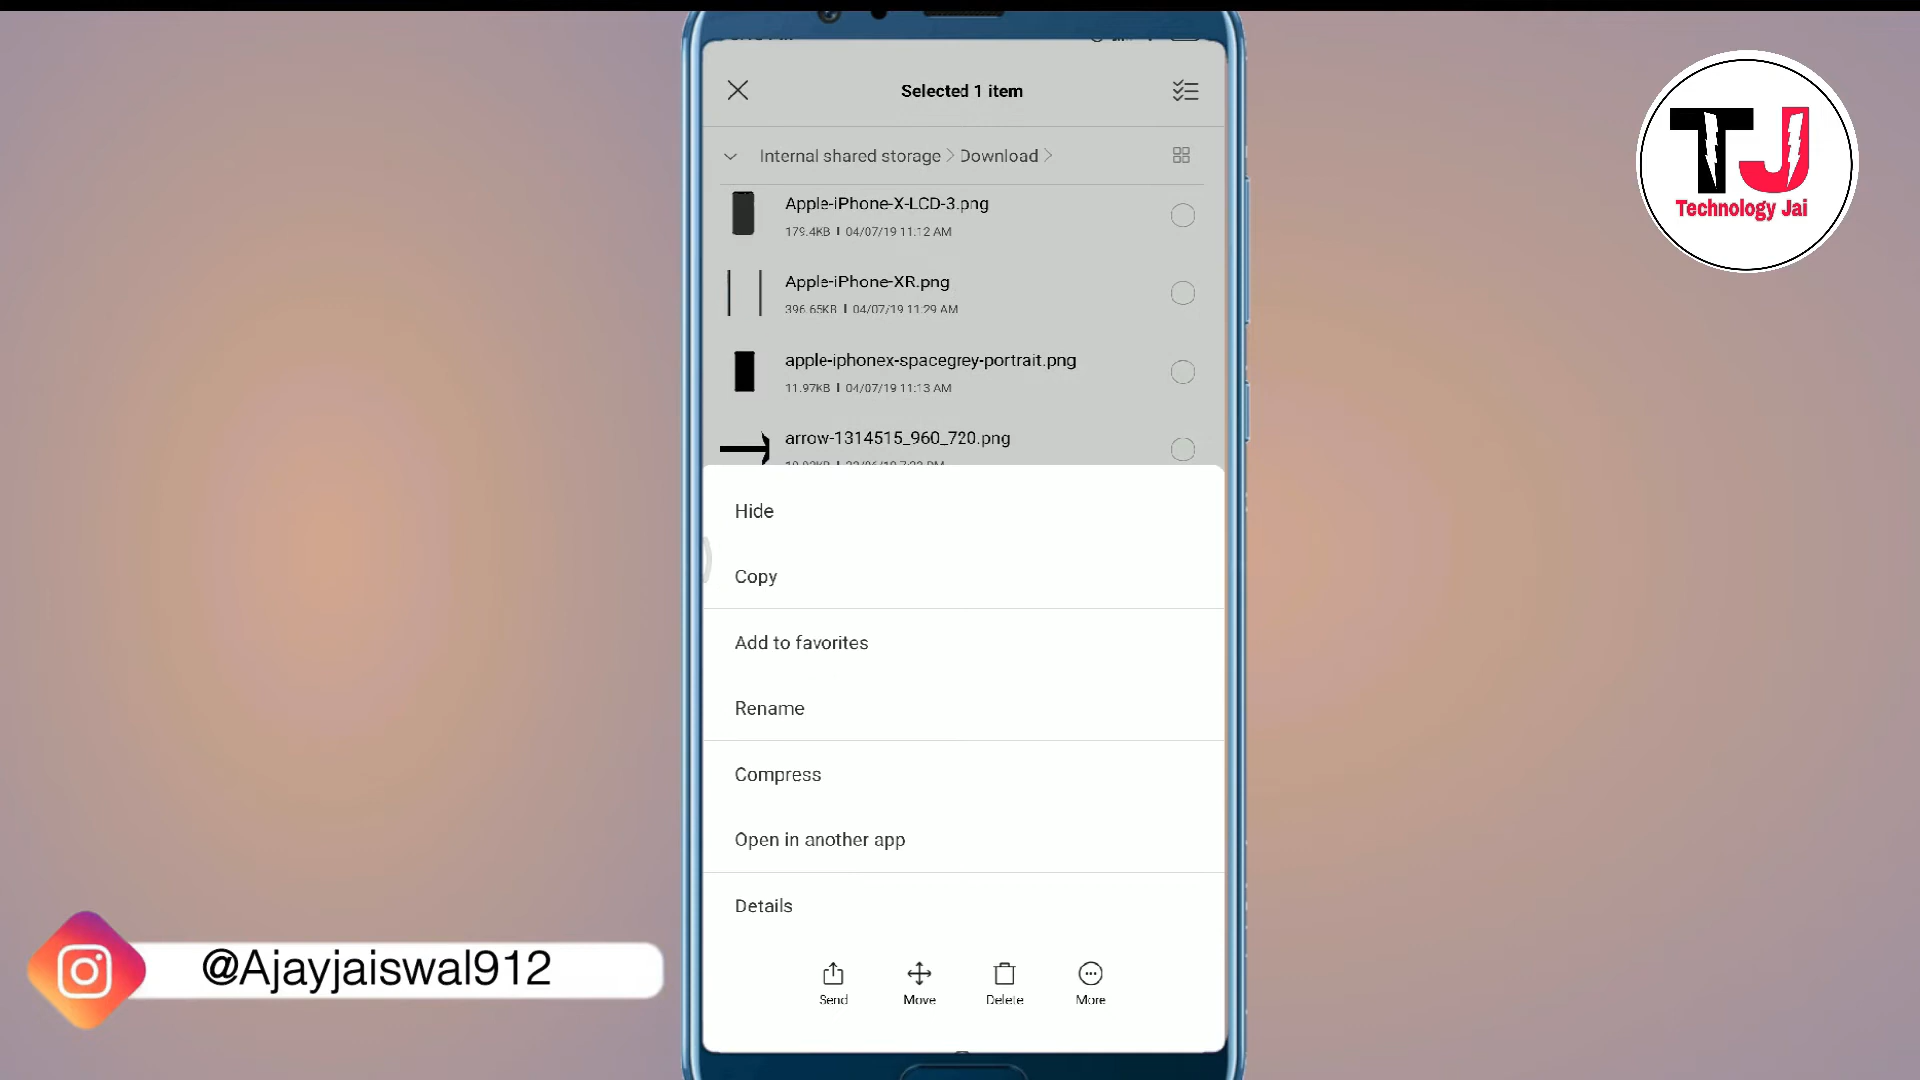 Selected 1 item
Internal shared storage > Download >
Apple-iPhone-X-LCD-3.png
179.4KB | 04/07/19 11:12 AM
Apple-iPhone-XR.png
396.65KB | 04/07/19 11:29 AM
apple-iphonex-spacegrey-portrait.png
11.97KB | 04/07/19 11:13 AM
arrow-1314515_960_720.png
Hide
Copy
Add to favorites
Rename
Compress
Open in another app
Details
Send Move Delete More
TJ
Technology Jai
@Ajayjaiswal912